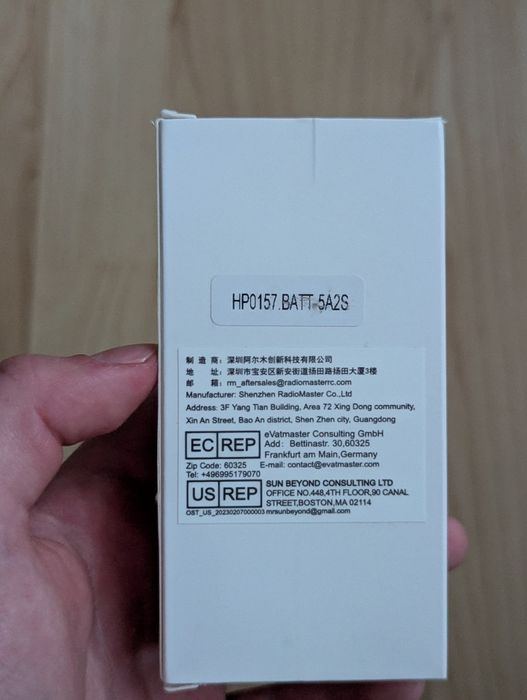 HP0157.BATT-5A2S
制 造 商：深圳阿尔木创新科技有限公司
地 址：深圳市宝安区新安街道扬田路扬田大厦3楼
邮 箱：rm_aftersales@radiomasterrc.com
Manufacturer: Shenzhen RadioMaster Co.,Ltd
Address: 3F Yang Tian Building, Area 72 Xing Dong community,
Xin An Street, Bao An district, Shen Zhen city, Guangdong
EC REP
eVatmaster Consulting GmbH
Add: Bettinastr. 30,60325
Frankfurt am Main,Germany
Zip Code: 60325 E-mail: contact@evatmaster.com
Tel: +496995179070
US REP
SUN BEYOND CONSULTING LTD
OFFICE NO.448,4TH FLOOR,90 CANAL
STREET,BOSTON,MA 02114
OST_US_20230207000003 mrsunbeyond@gmail.com